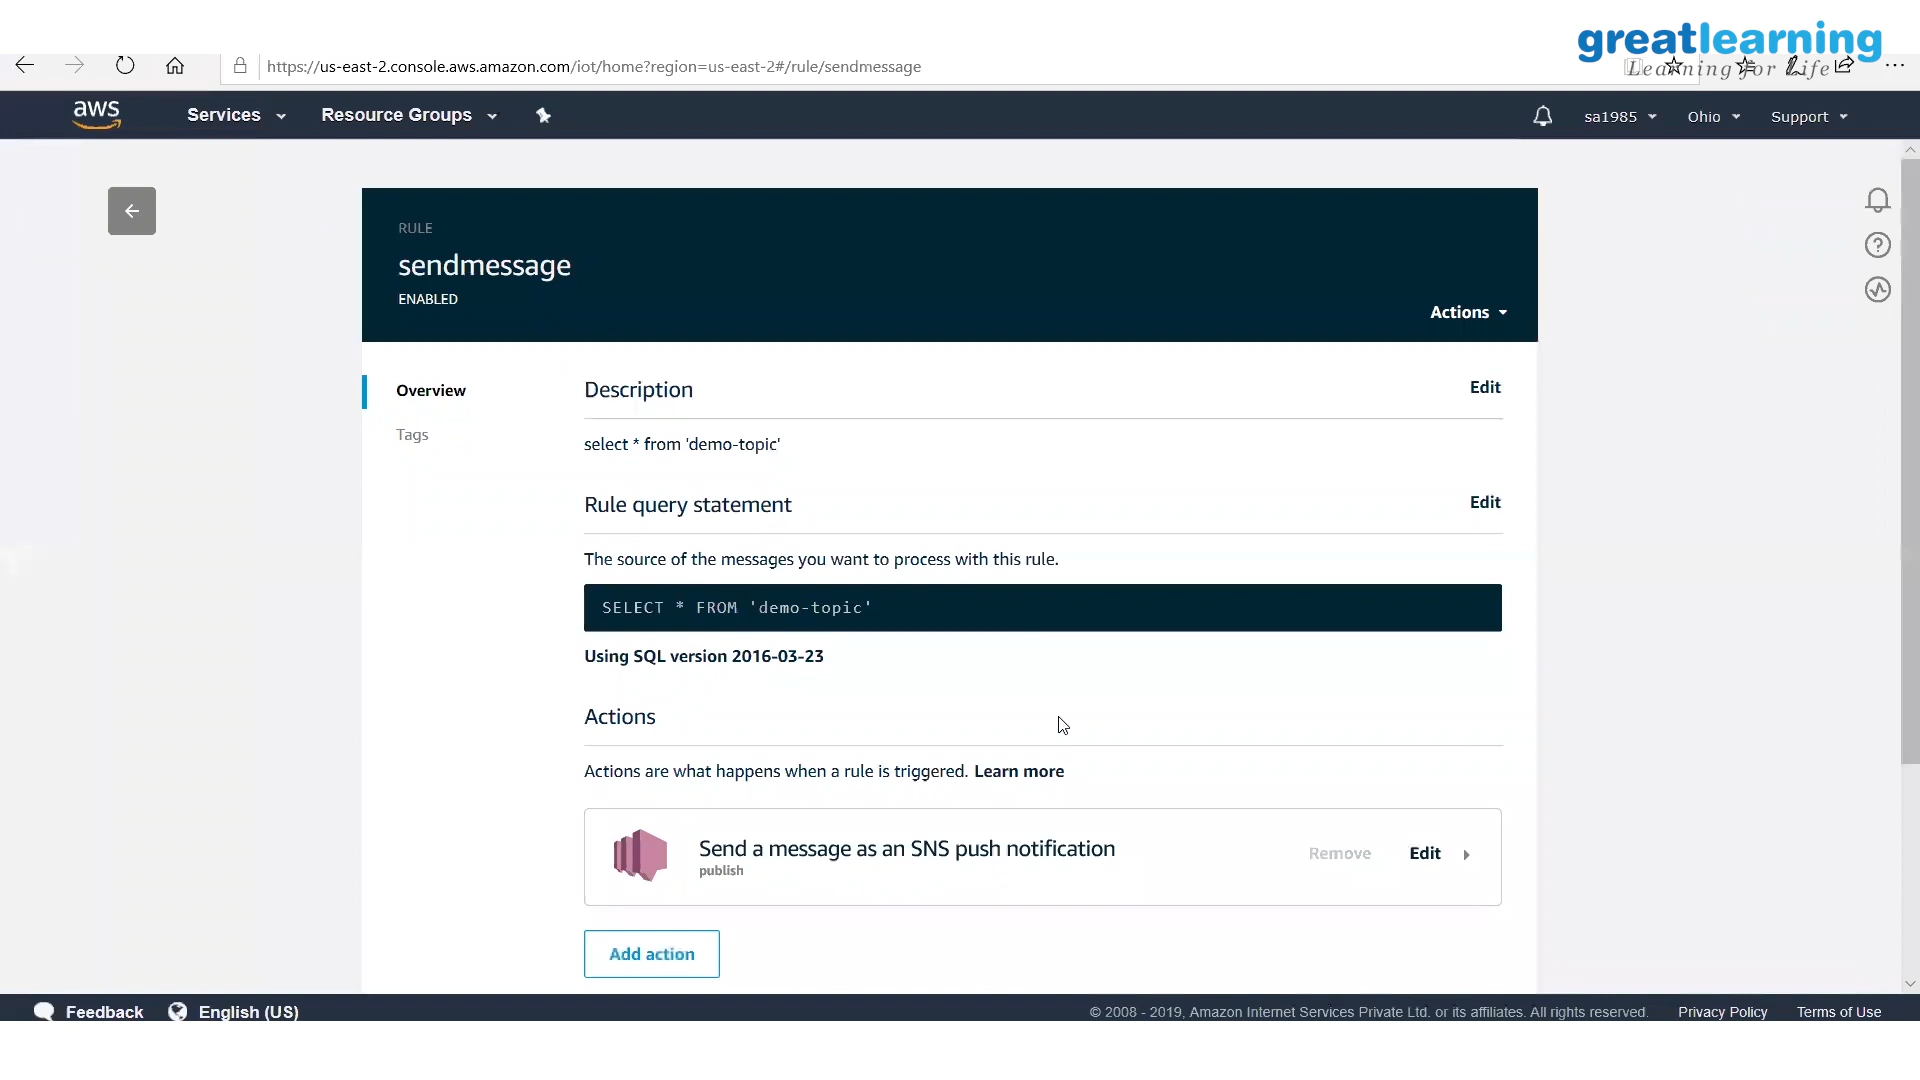 greatlearning
Learning for Life
https://us-east-2.console.aws.amazon.com/iot/home?region=us-east-2#/rule/sendmessage
aws
Services
Resource Groups
sa1985
Ohio
Support
RULE
sendmessage
ENABLED
Actions
Overview
Tags
Description
Edit
select * from 'demo-topic'
Rule query statement
Edit
The source of the messages you want to process with this rule.
SELECT * FROM 'demo-topic'
Using SQL version 2016-03-23
Actions
Actions are what happens when a rule is triggered. Learn more
Send a message as an SNS push notification
publish
Remove
Edit
Add action
Feedback
English (US)
© 2008 - 2019, Amazon Internet Services Private Ltd. or its affiliates. All rights reserved.
Privacy Policy
Terms of Use